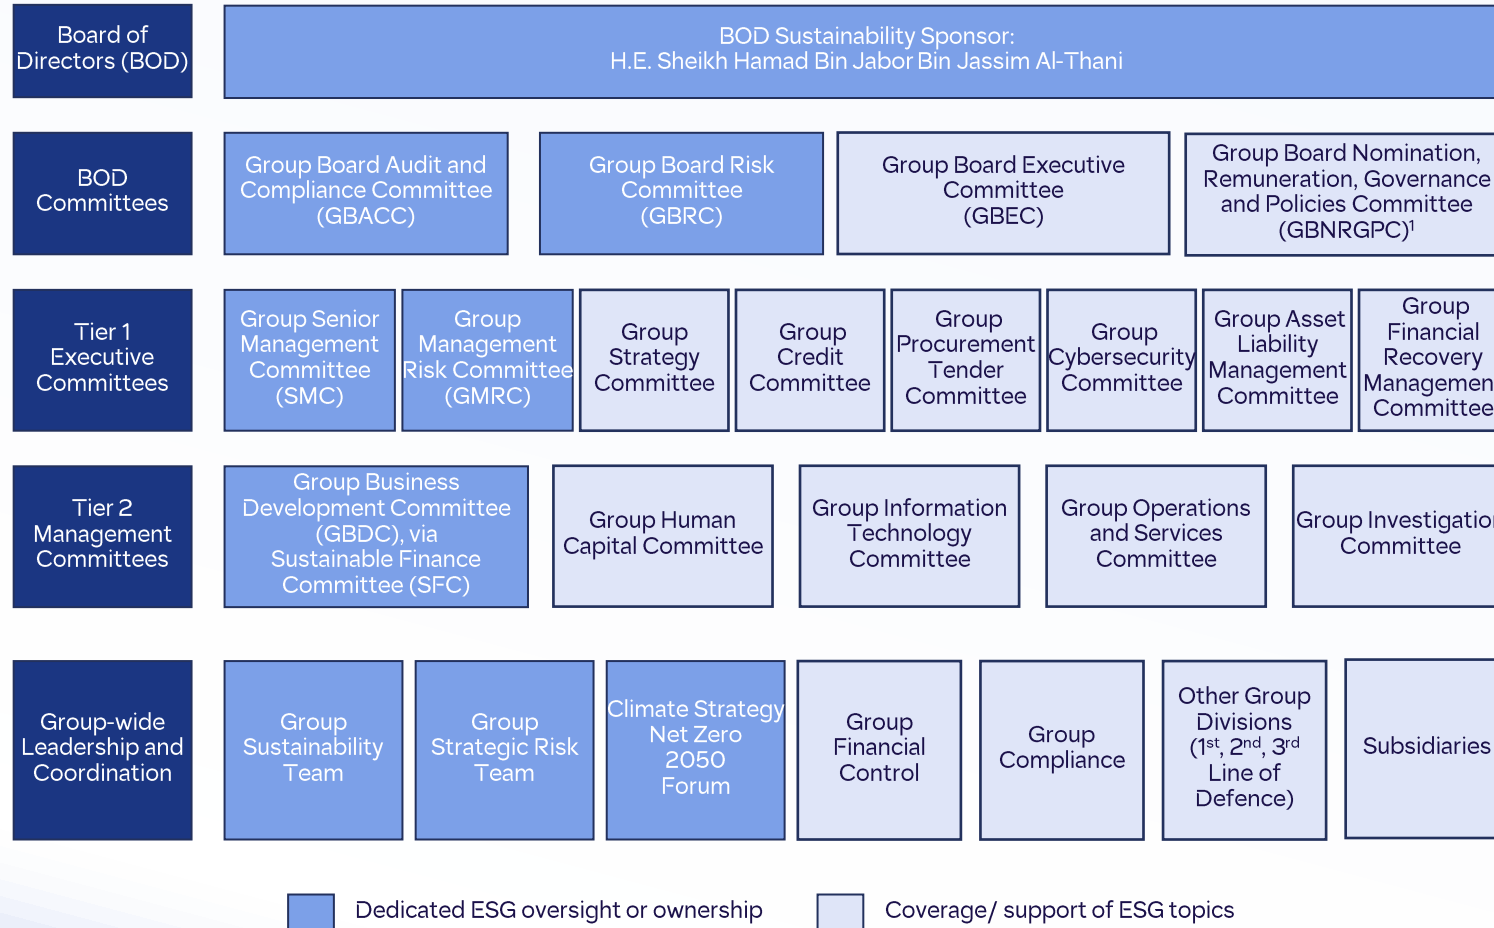 Board of
Directors (BOD)
BOD Sustainability Sponsor:
H.E. Sheikh Hamad Bin Jabor Bin Jassim Al-Thani
BOD
Committees
Group Board Audit and
Compliance Committee
(GBACC)
Group Board Risk
Committee
(GBRC)
Group Board Executive
Committee
(GBEC)
Group Board Nomination,
Remuneration, Governance
and Policies Committee
(GBNRGPC)¹
Tier 1
Executive
Committees
Group Senior
Management
Committee
(SMC)
Group
Management
Risk Committee
(GMRC)
Group
Strategy
Committee
Group
Credit
Committee
Group
Procurement
Tender
Committee
Group
Cybersecurity
Committee
Group Asset
Liability
Management
Committee
Group
Financial
Recovery
Managemen
Committee
Tier 2
Management
Committees
Group Business
Development Committee
(GBDC), via
Sustainable Finance
Committee (SFC)
Group Human
Capital Committee
Group Information
Technology
Committee
Group Operations
and Services
Committee
Group Investigatio
Committee
Group-wide
Leadership and
Coordination
Group
Sustainability
Team
Group
Strategic Risk
Team
Climate Strategy
Net Zero
2050
Forum
Group
Financial
Control
Group
Compliance
Other Group
Divisions
(1ˢᵗ, 2ⁿᵈ, 3ʳᵈ
Line of
Defence)
Subsidiaries
Dedicated ESG oversight or ownership
Coverage/ support of ESG topics